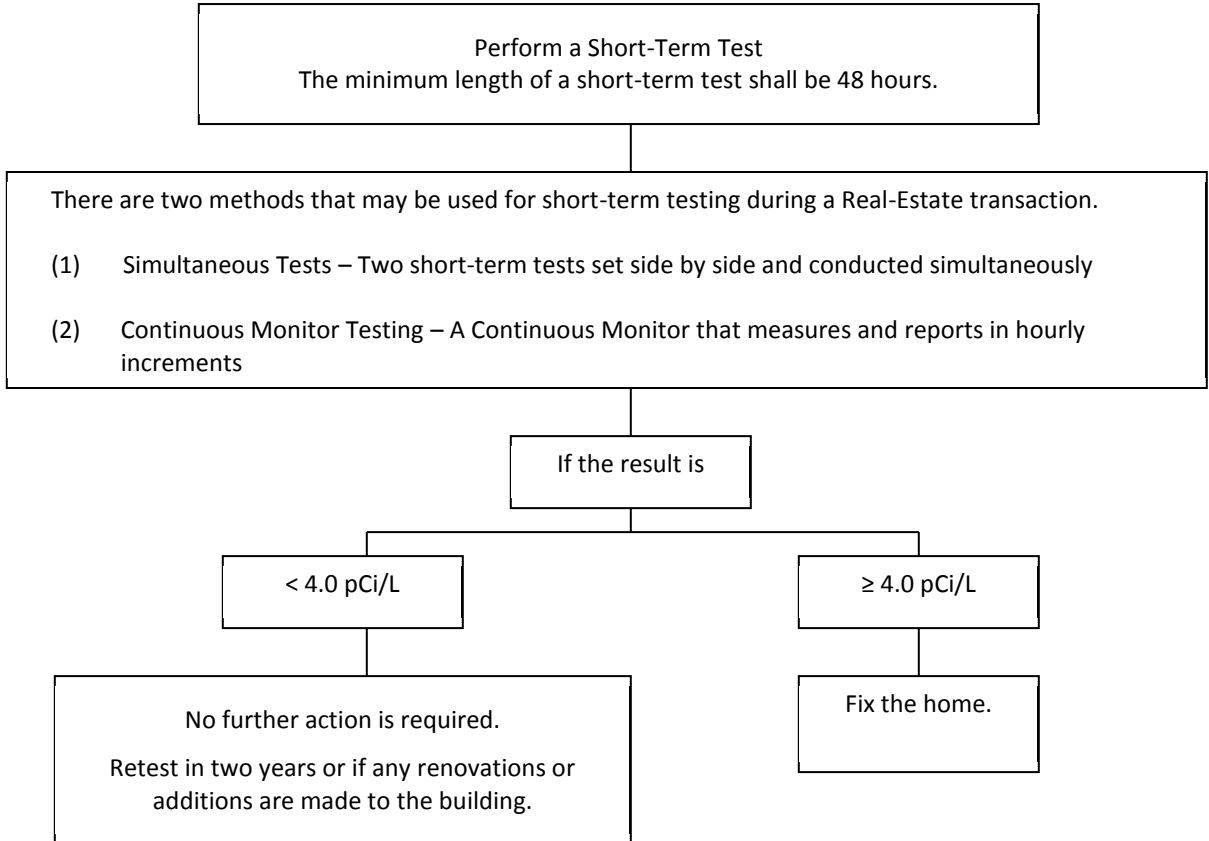 Perform a Short-Term Test
The minimum length of a short-term test shall be 48 hours.
There are two methods that may be used for short-term testing during a Real-Estate transaction.
(1) Simultaneous Tests – Two short-term tests set side by side and conducted simultaneously
(2) Continuous Monitor Testing – A Continuous Monitor that measures and reports in hourly
increments
If the result is
< 4.0 pCi/L
≥ 4.0 pCi/L
No further action is required.
Retest in two years or if any renovations or
additions are made to the building.
Fix the home.